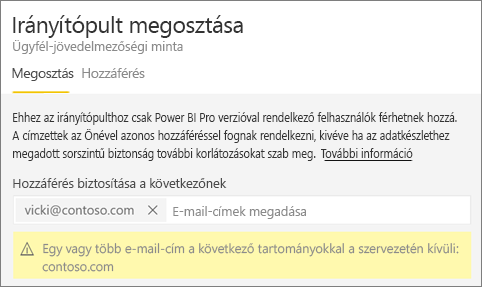 Irányítópult megosztása
Ügyfél-jövedelmezőségi minta
Megosztás Hozzáférés
Ehhez az irányítópulthoz csak Power BI Pro verzióval rendelkező felhasználók férhetnek hozzá.
A címzettek az Önével azonos hozzáféréssel fognak rendelkezni, kivéve ha az adatkészlethez
megadott sorszintű biztonság további korlátozásokat szab meg. További információ
Hozzáférés biztosítása a következőnek
vicki@contoso.com × E-mail-címek megadása
Egy vagy több e-mail-cím a következő tartományokkal a szervezetén kívüli:
contoso.com